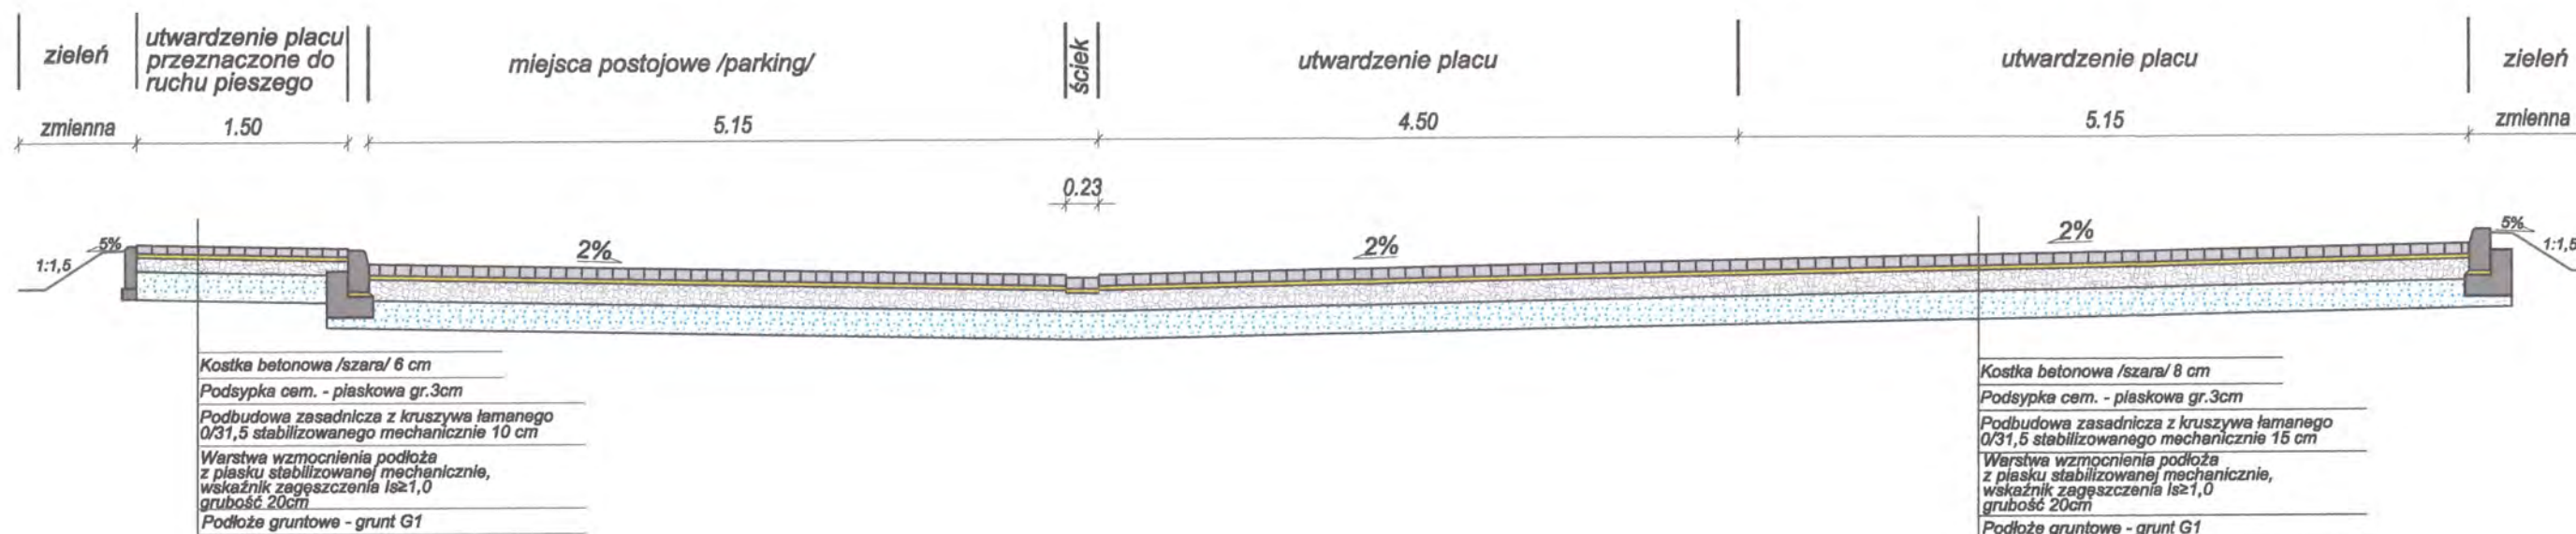 zieleń
utwardzenie placu
przeznaczone do
ruchu pieszego
miejsca postojowe /parking/
ściek
utwardzenie placu
utwardzenie placu
zieleń
zmienna
1.50
5.15
4.50
5.15
zmienna
0.23
1:1,5
5%
2%
2%
2%
5%
1:1,5
Kostka betonowa /szara/ 6 cm
Podsypka cem. - piaskowa gr.3cm
Podbudowa zasadnicza z kruszywa łamanego
0/31,5 stabilizowanego mechanicznie 10 cm
Warstwa wzmocnienia podłoża
z piasku stabilizowanej mechanicznie,
wskaźnik zagęszczenia Is≥1,0
grubość 20cm
Podłoże gruntowe - grunt G1
Kostka betonowa /szara/ 8 cm
Podsypka cem. - piaskowa gr.3cm
Podbudowa zasadnicza z kruszywa łamanego
0/31,5 stabilizowanego mechanicznie 15 cm
Warstwa wzmocnienia podłoża
z piasku stabilizowanej mechanicznie,
wskaźnik zagęszczenia Is≥1,0
grubość 20cm
Podłoże gruntowe - grunt G1